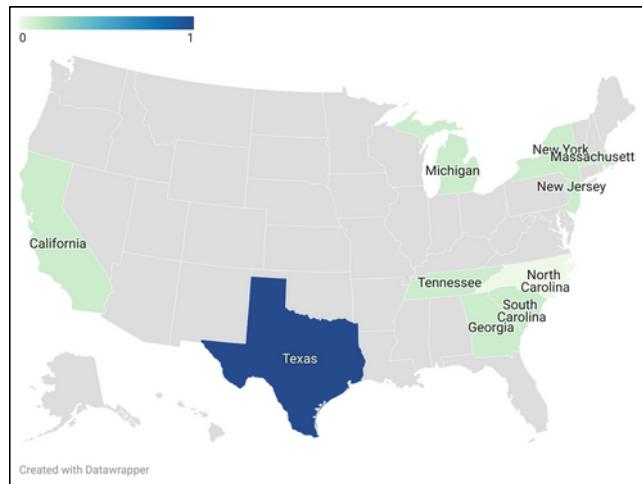 0
1
New York
Massachusett
Michigan
New Jersey
California
Tennessee
North
Carolina
South
Carolina
Georgia
Texas
Created with Datawrapper